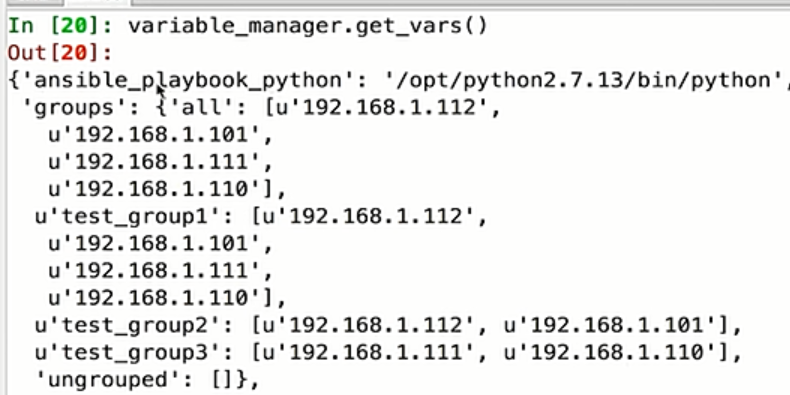 In [20]: variable_manager.get_vars()
Out[20]:
{'ansible_playbook_python': '/opt/python2.7.13/bin/python',
 'groups': {'all': [u'192.168.1.112',
   u'192.168.1.101',
   u'192.168.1.111',
   u'192.168.1.110'],
  u'test_group1': [u'192.168.1.112',
   u'192.168.1.101',
   u'192.168.1.111',
   u'192.168.1.110'],
  u'test_group2': [u'192.168.1.112', u'192.168.1.101'],
  u'test_group3': [u'192.168.1.111', u'192.168.1.110'],
  'ungrouped': []},